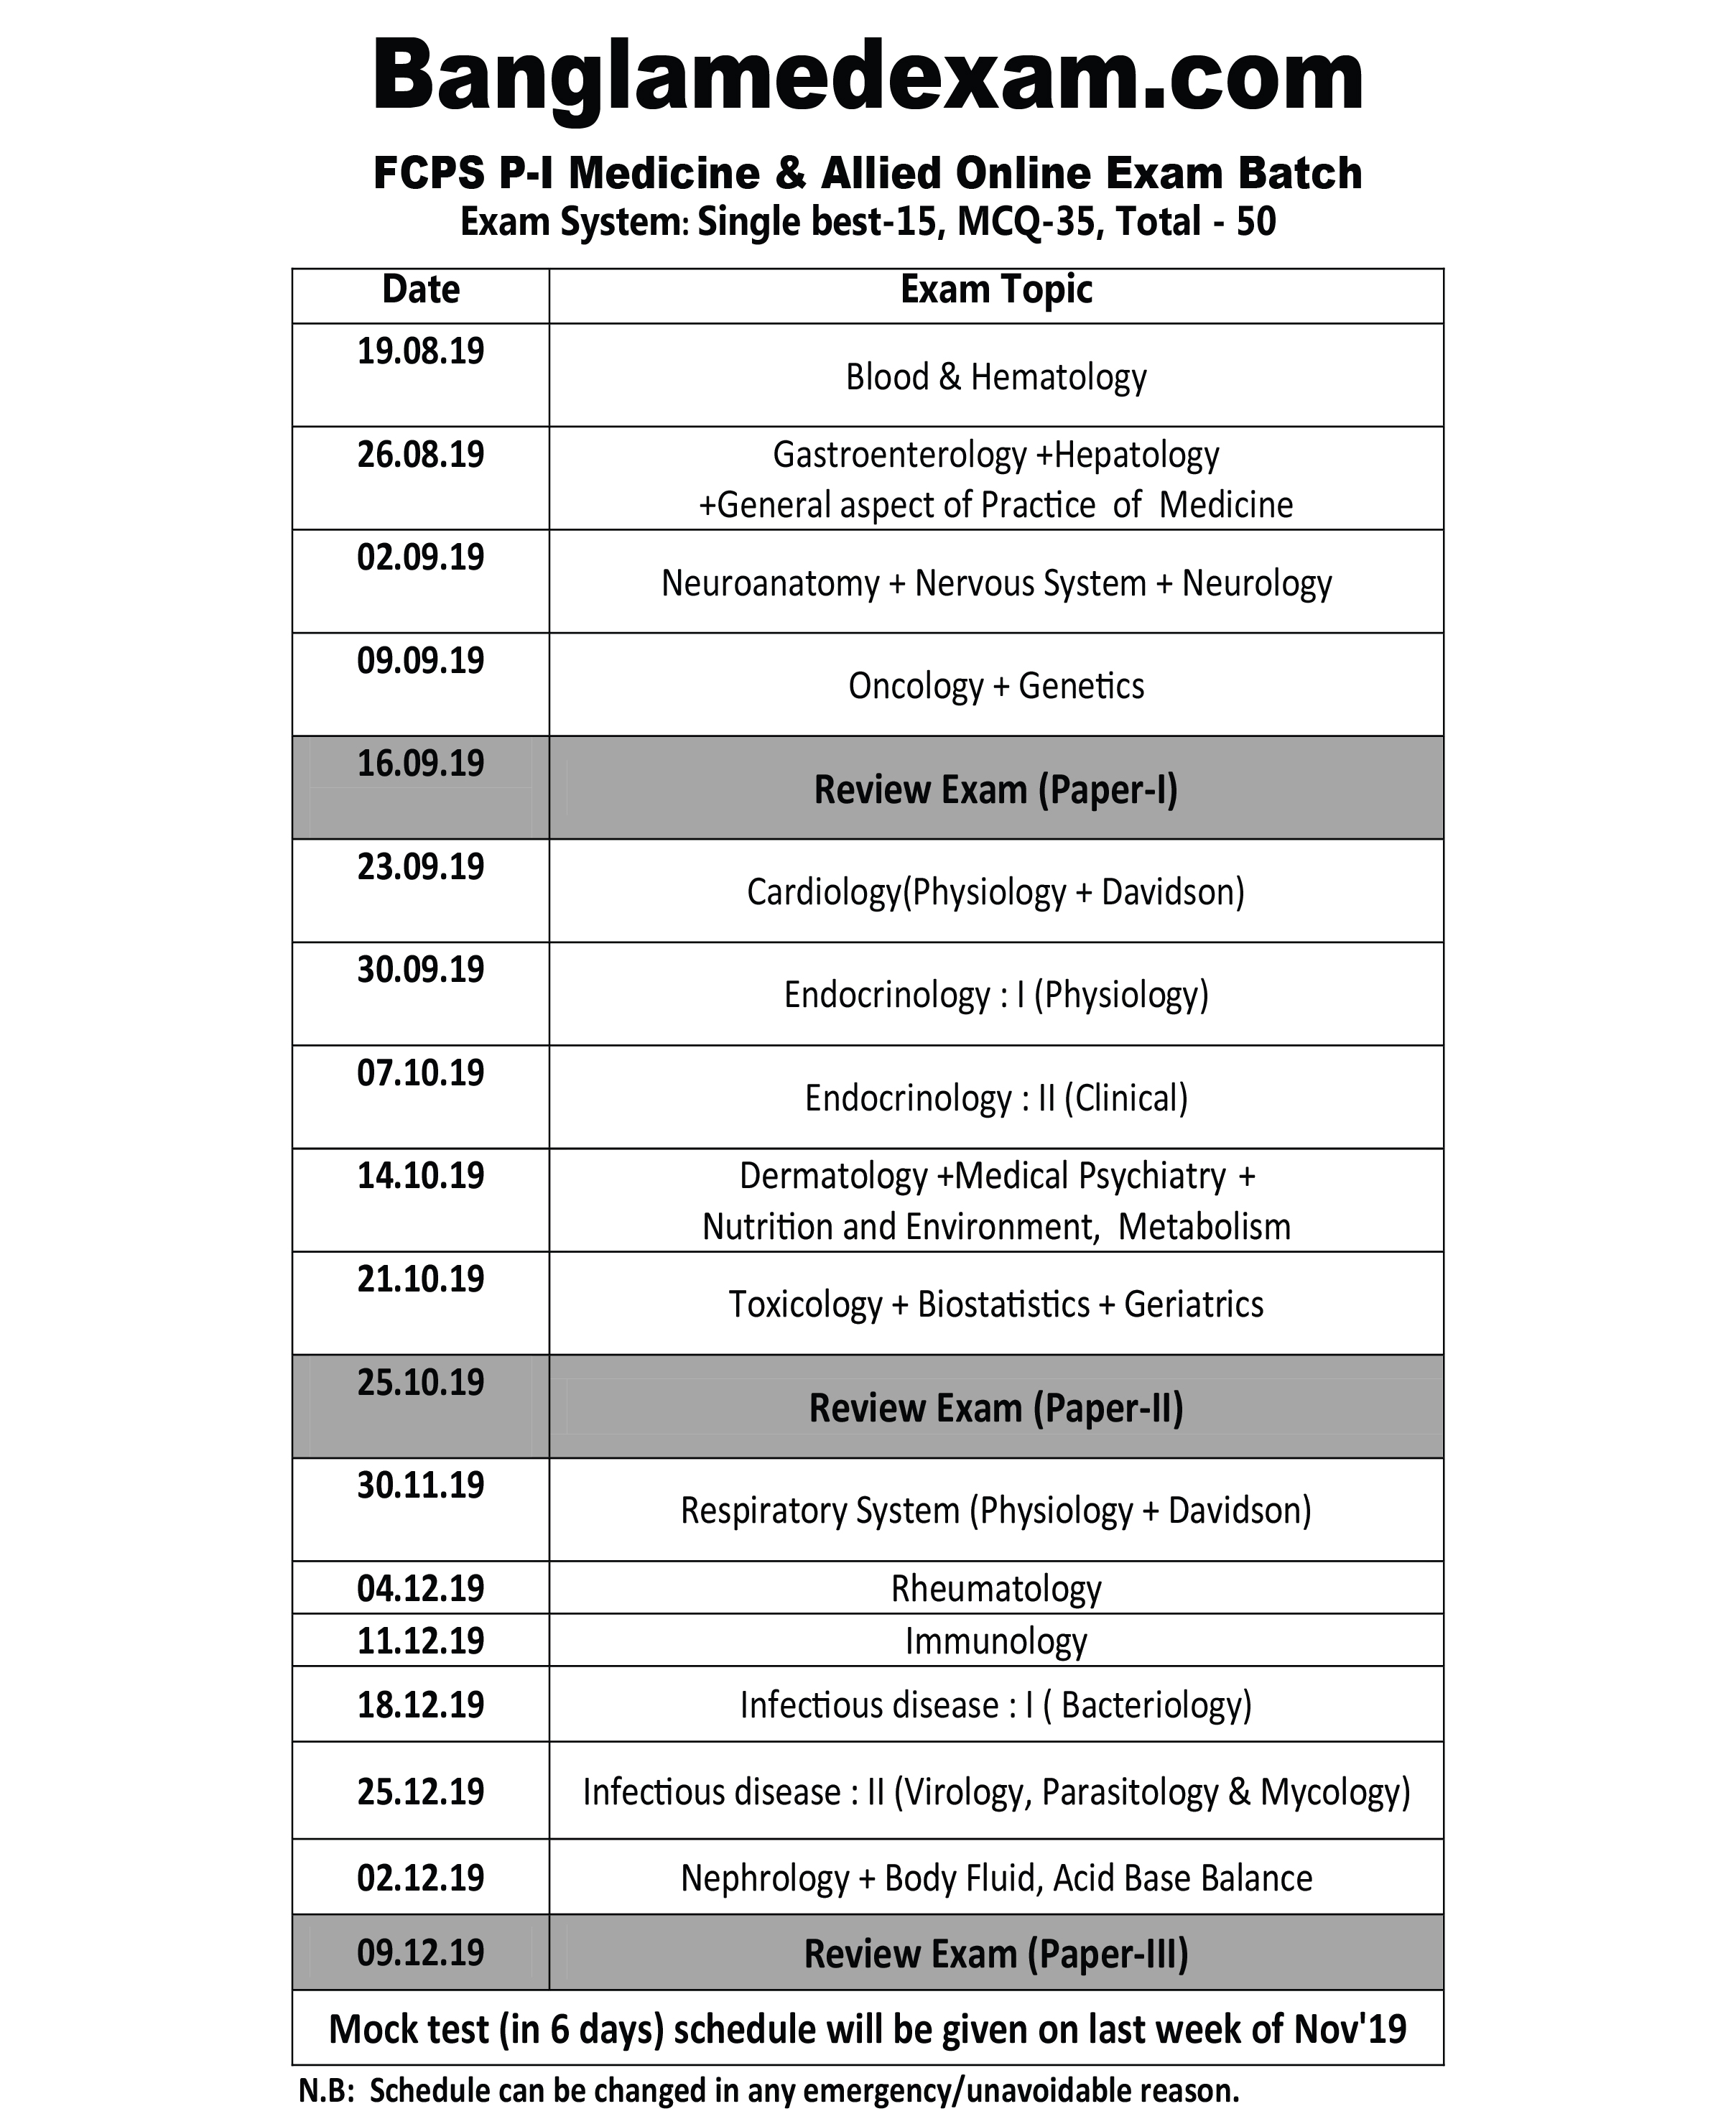 Banglamedexam.com
FCPS P-I Medicine & Allied Online Exam Batch
Exam System: Single best-15, MCQ-35, Total - 50
Date Exam Topic
19.08.19 Blood & Hematology
26.08.19 Gastroenterology +Hepatology
+General aspect of Practice of Medicine
02.09.19 Neuroanatomy + Nervous System + Neurology
09.09.19 Oncology + Genetics
16.09.19 Review Exam (Paper-I)
23.09.19 Cardiology(Physiology + Davidson)
30.09.19 Endocrinology : I (Physiology)
07.10.19 Endocrinology : II (Clinical)
14.10.19 Dermatology +Medical Psychiatry +
Nutrition and Environment, Metabolism
21.10.19 Toxicology + Biostatistics + Geriatrics
25.10.19 Review Exam (Paper-II)
30.11.19 Respiratory System (Physiology + Davidson)
04.12.19 Rheumatology
11.12.19 Immunology
18.12.19 Infectious disease : I ( Bacteriology)
25.12.19 Infectious disease : II (Virology, Parasitology & Mycology)
02.12.19 Nephrology + Body Fluid, Acid Base Balance
09.12.19 Review Exam (Paper-III)
Mock test (in 6 days) schedule will be given on last week of Nov'19
N.B: Schedule can be changed in any emergency/unavoidable reason.